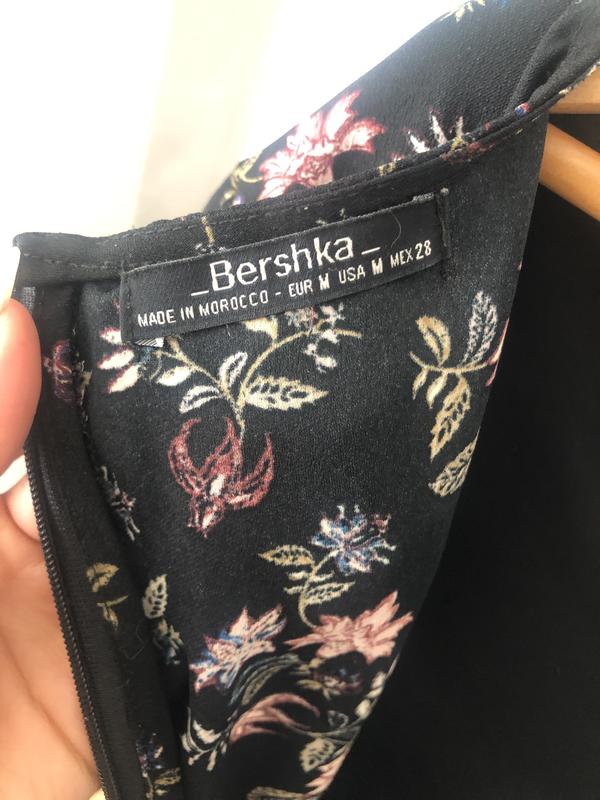 _Bershka_
MADE IN MOROCCO - EUR M USA M MEX 28